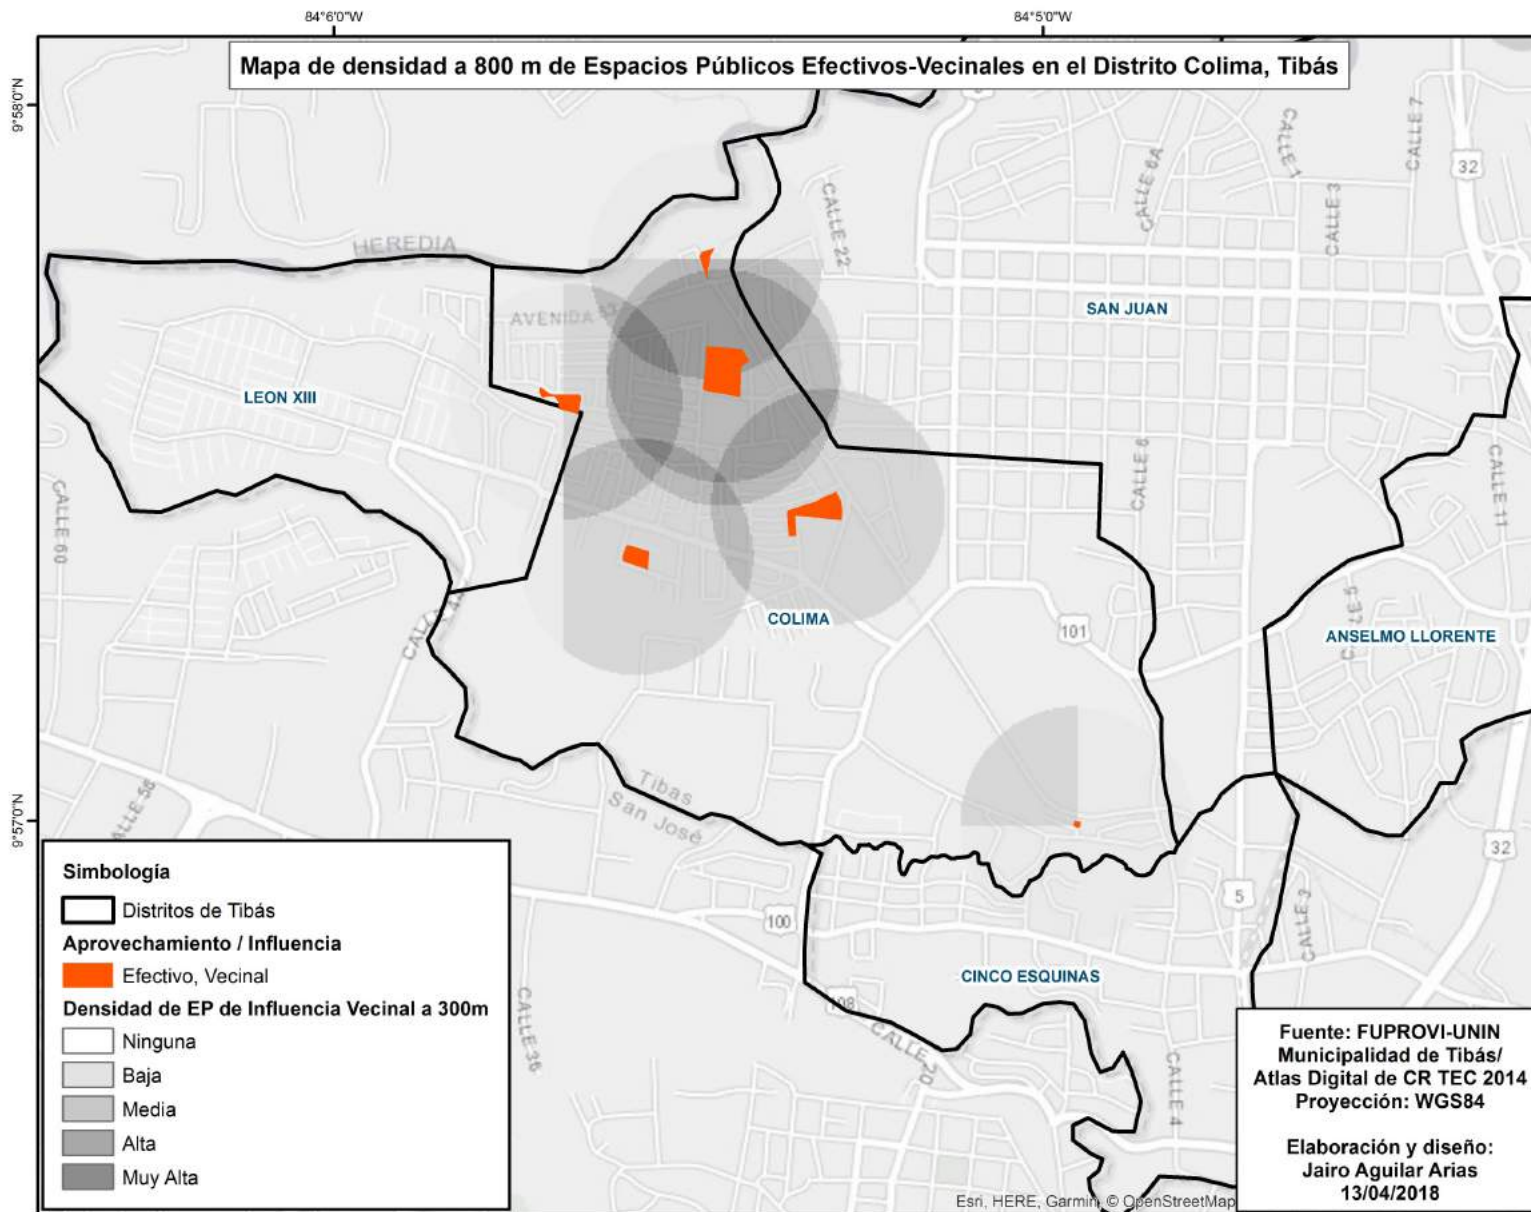 84°6'0"W
84°5'0"W
Mapa de densidad a 800 m de Espacios Públicos Efectivos-Vecinales en el Distrito Colima, Tibás
9°58'0"N
CALLE 7
CALLE 1
CALLE 6A
CALLE 3
32
CALLE 22
HEREDIA
SAN JUAN
AVENIDA 53
LEON XIII
CALLE 6
CALLE 11
CALLE 60
COLIMA
101
ANSELMO LLORENTE
Tibas
San José
9°57'0"N
CALLE 58
32
5
CALLE 3
100
CINCO ESQUINAS
108
CALLE 20
CALLE 36
CALLE 4
Simbología
Distritos de Tibás
Aprovechamiento / Influencia
Efectivo, Vecinal
Densidad de EP de Influencia Vecinal a 300m
Ninguna
Baja
Media
Alta
Muy Alta
Fuente: FUPROVI-UNIN
Municipalidad de Tibás/
Atlas Digital de CR TEC 2014
Proyección: WGS84
Elaboración y diseño:
Jairo Aguilar Arias
13/04/2018
Esri, HERE, Garmin, © OpenStreetMap